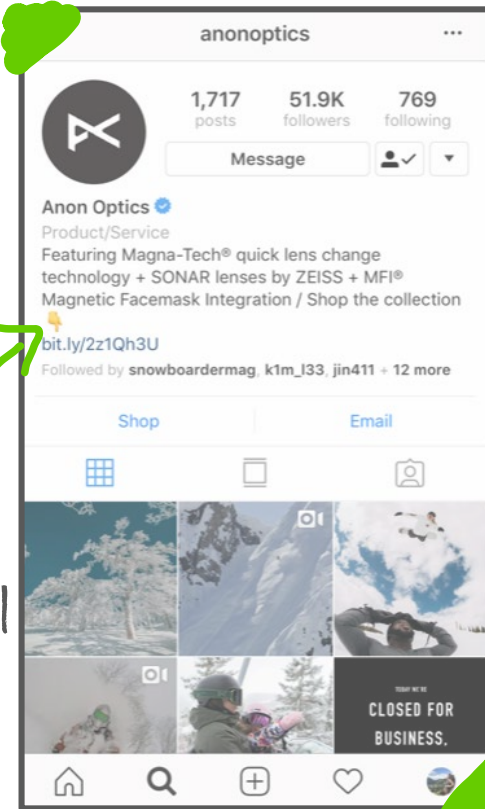 anonoptics
1,717 51.9K 769
posts followers following
Message
Anon Optics
Product/Service
Featuring Magna-Tech® quick lens change
technology + SONAR lenses by ZEISS + MFI®
Magnetic Facemask Integration / Shop the collection
👇
bit.ly/2z1Qh3U
Followed by snowboardermag, k1m_l33, jin411 + 12 more
Shop Email
TODAY WE'RE
CLOSED FOR
BUSINESS.